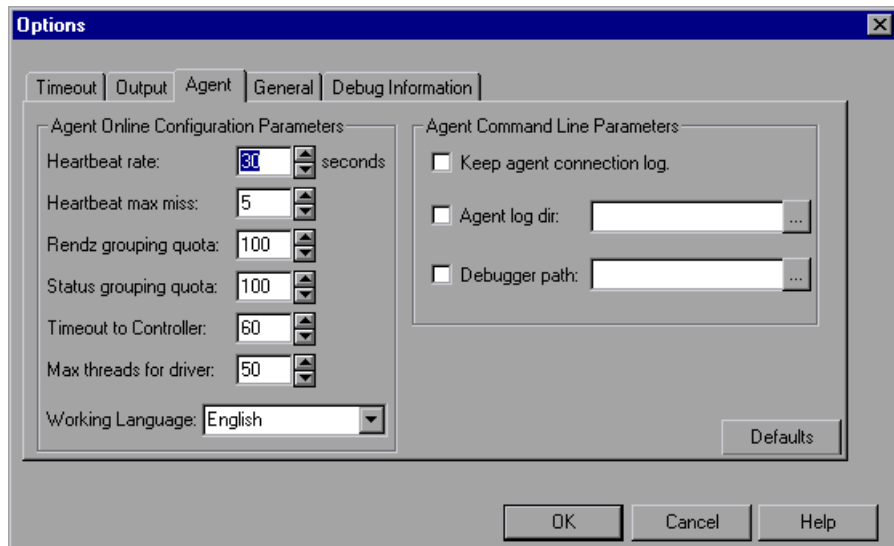 Options
Timeout Output Agent General Debug Information
Agent Online Configuration Parameters
Heartbeat rate: 30 seconds
Heartbeat max miss: 5
Rendz grouping quota: 100
Status grouping quota: 100
Timeout to Controller: 60
Max threads for driver: 50
Working Language: English
Agent Command Line Parameters
Keep agent connection log.
Agent log dir: ...
Debugger path: ...
Defaults
OK Cancel Help